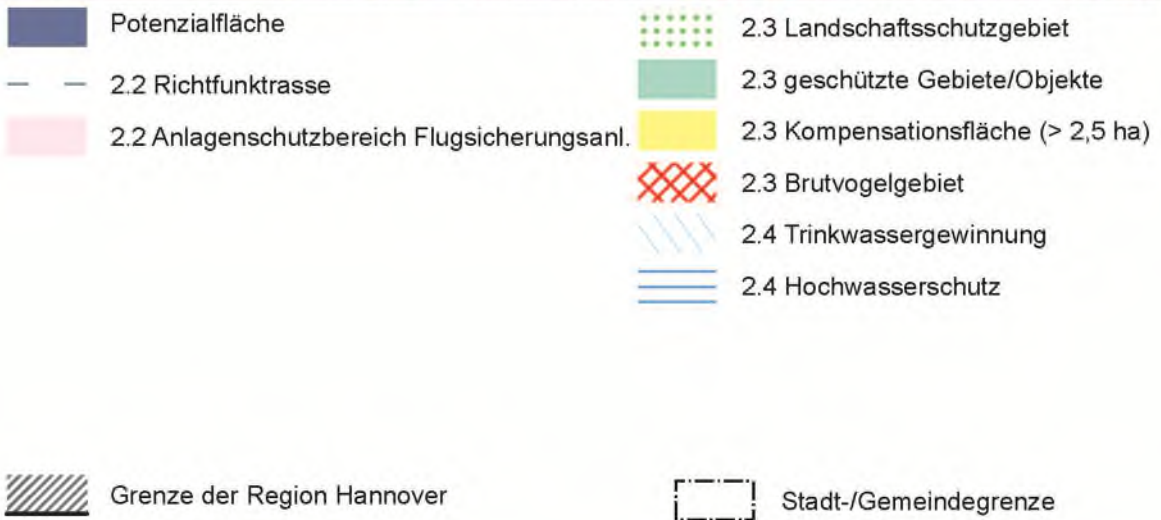 Potenzialfläche
2.2 Richtfunktrasse
2.2 Anlagenschutzbereich Flugsicherungsanl.
2.3 Landschaftsschutzgebiet
2.3 geschützte Gebiete/Objekte
2.3 Kompensationsfläche (> 2,5 ha)
2.3 Brutvogelgebiet
2.4 Trinkwassergewinnung
2.4 Hochwasserschutz
Grenze der Region Hannover
Stadt-/Gemeindegrenze